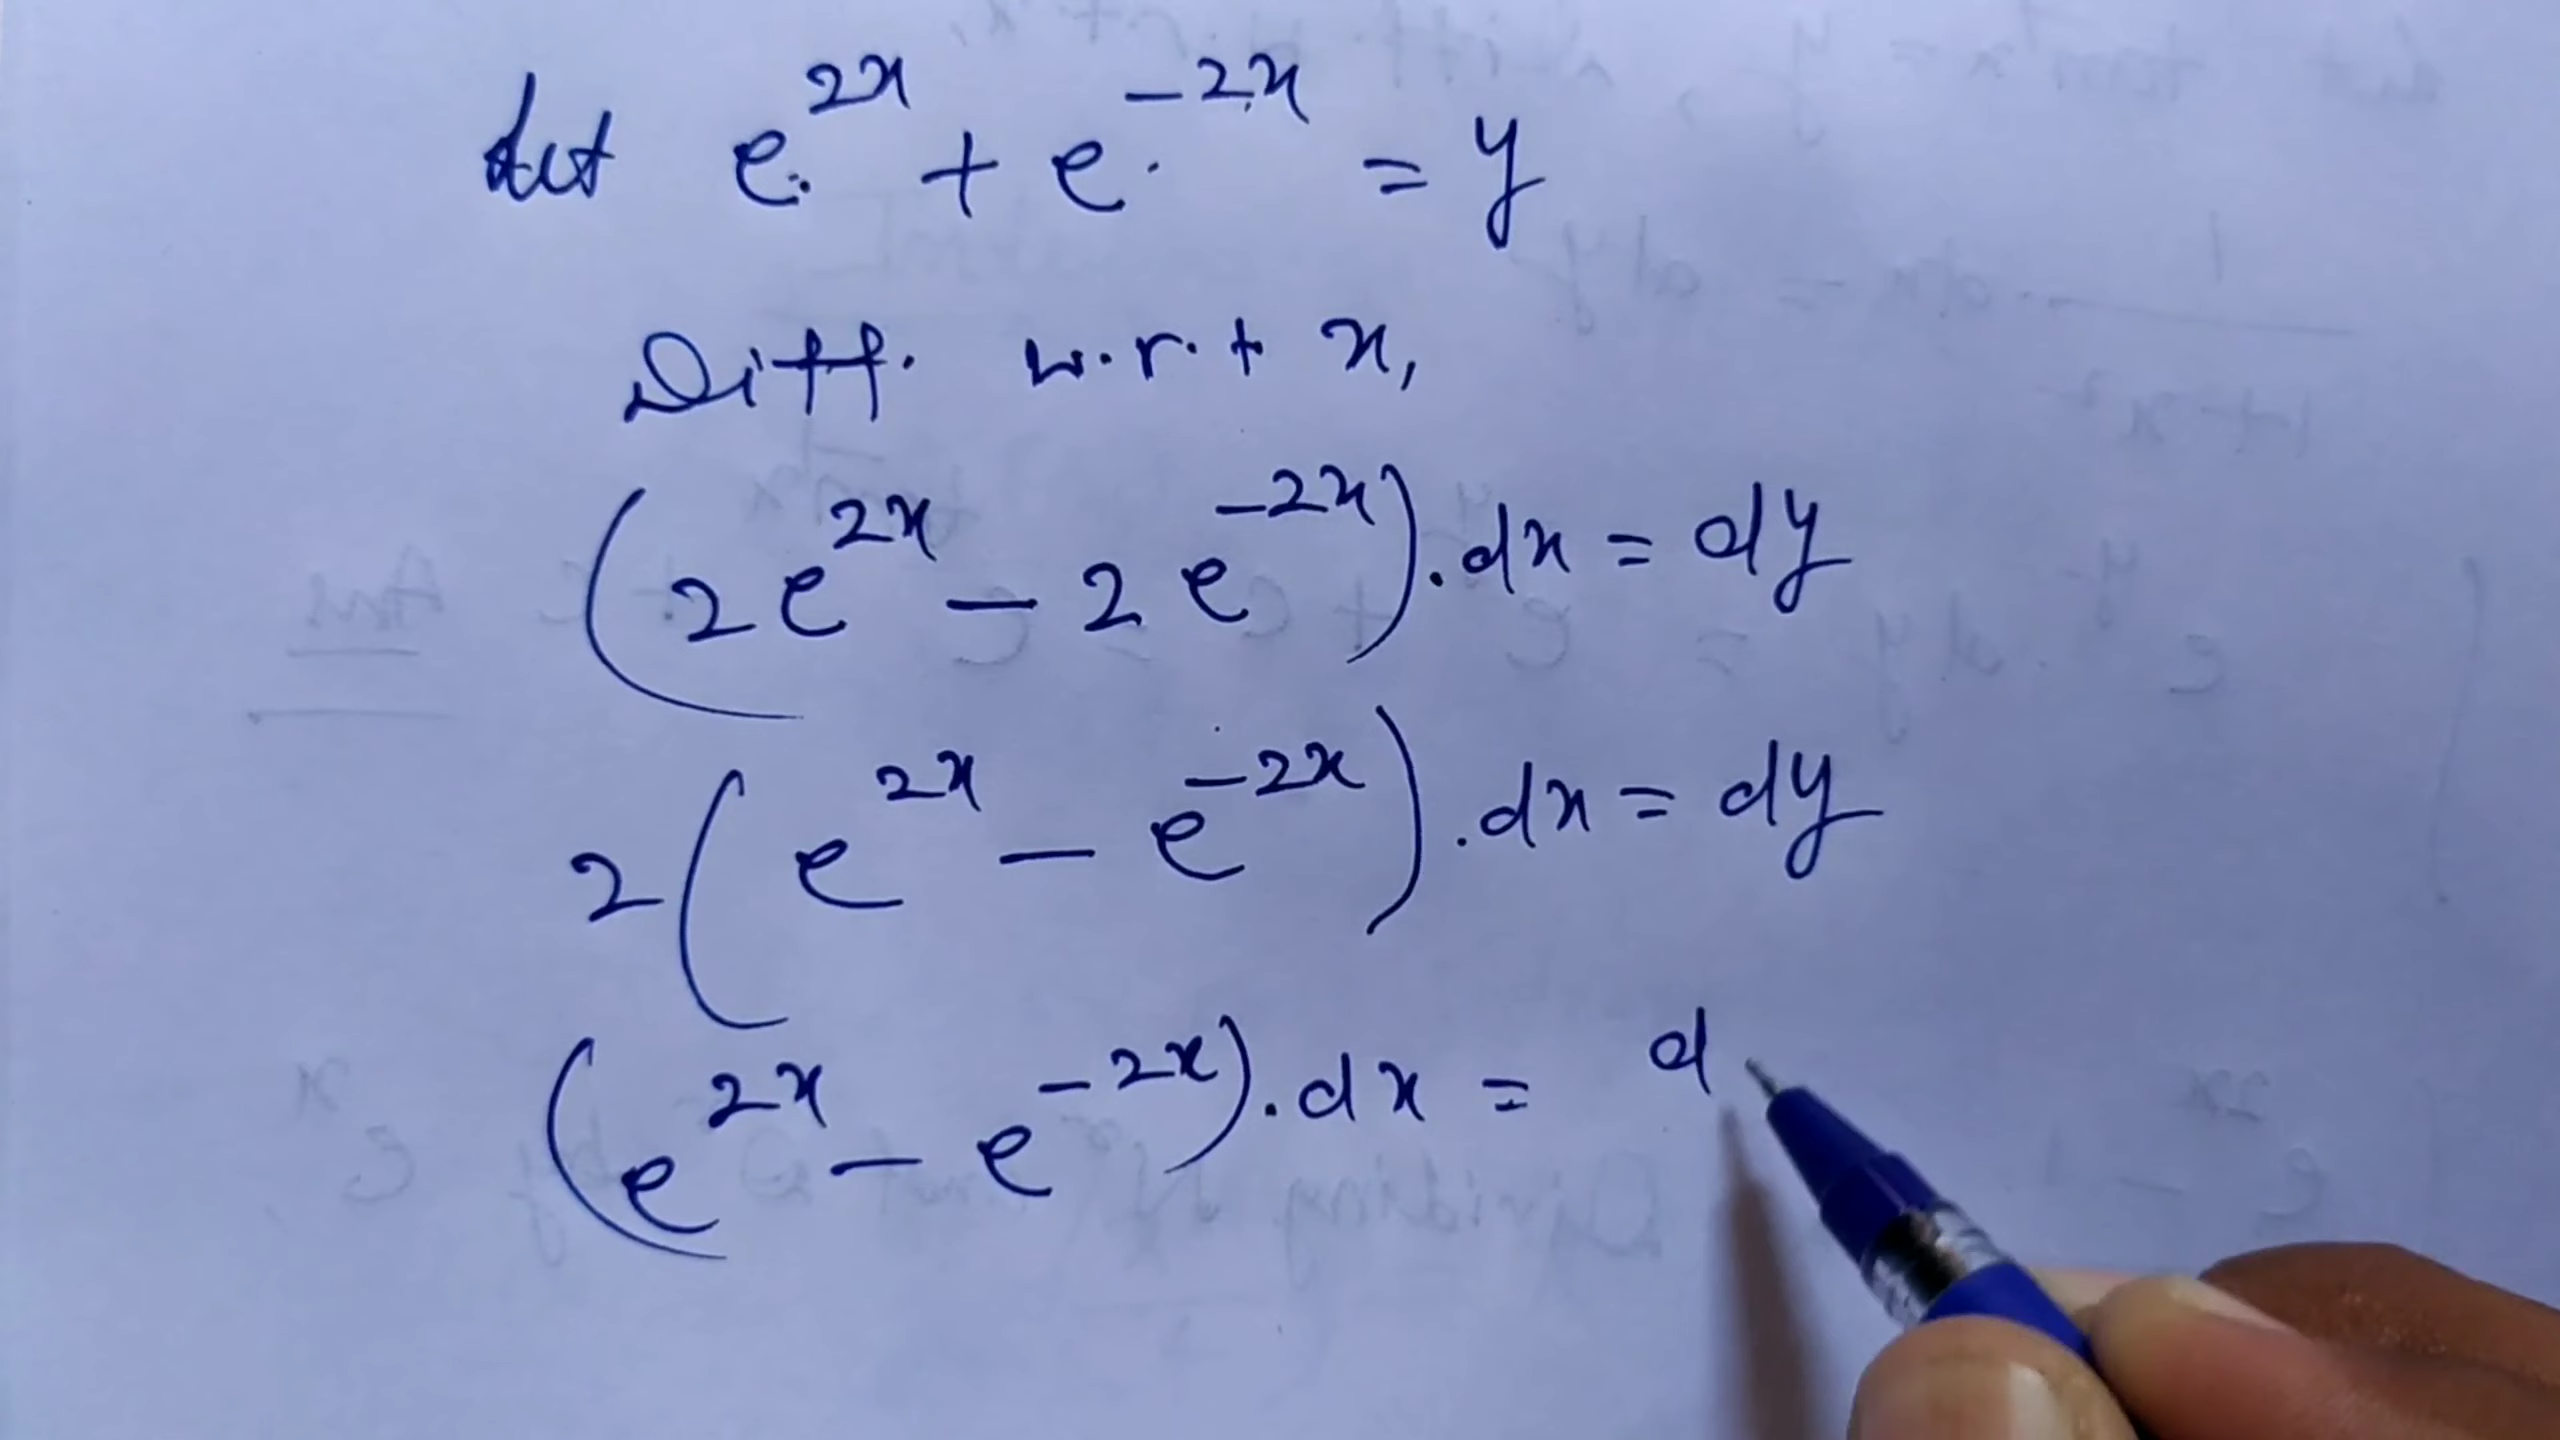 Let e^{2x} + e^{-2x} = y
Diff. w.r.t x,
(2e^{2x} - 2e^{-2x}).dx = dy
2(e^{2x} - e^{-2x}).dx = dy
(e^{2x} - e^{-2x}).dx = d